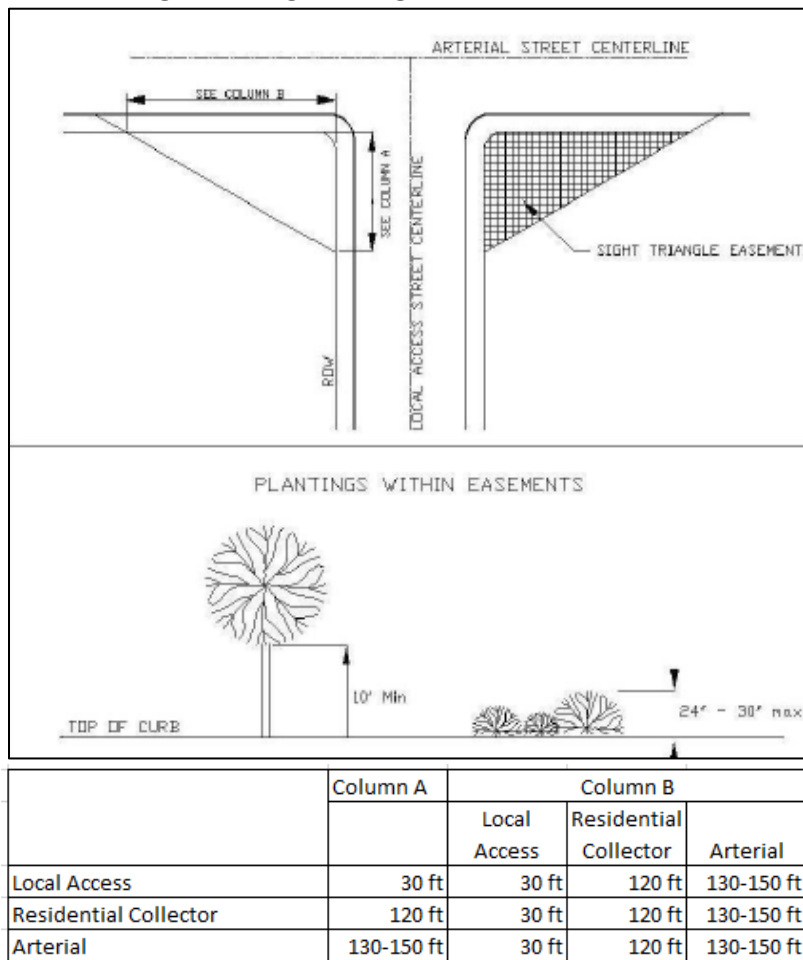 ARTERIAL STREET CENTERLINE
SEE COLUMN B
SEE COLUMN A
LOCAL ACCESS STREET CENTERLINE
SIGHT TRIANGLE EASEMENT
ROW
PLANTINGS WITHIN EASEMENTS
10' Min
24" - 30" max
TOP OF CURB
Column A Column B
Local Residential
Access Collector Arterial
Local Access 30 ft 30 ft 120 ft 130-150 ft
Residential Collector 120 ft 30 ft 120 ft 130-150 ft
Arterial 130-150 ft 30 ft 120 ft 130-150 ft